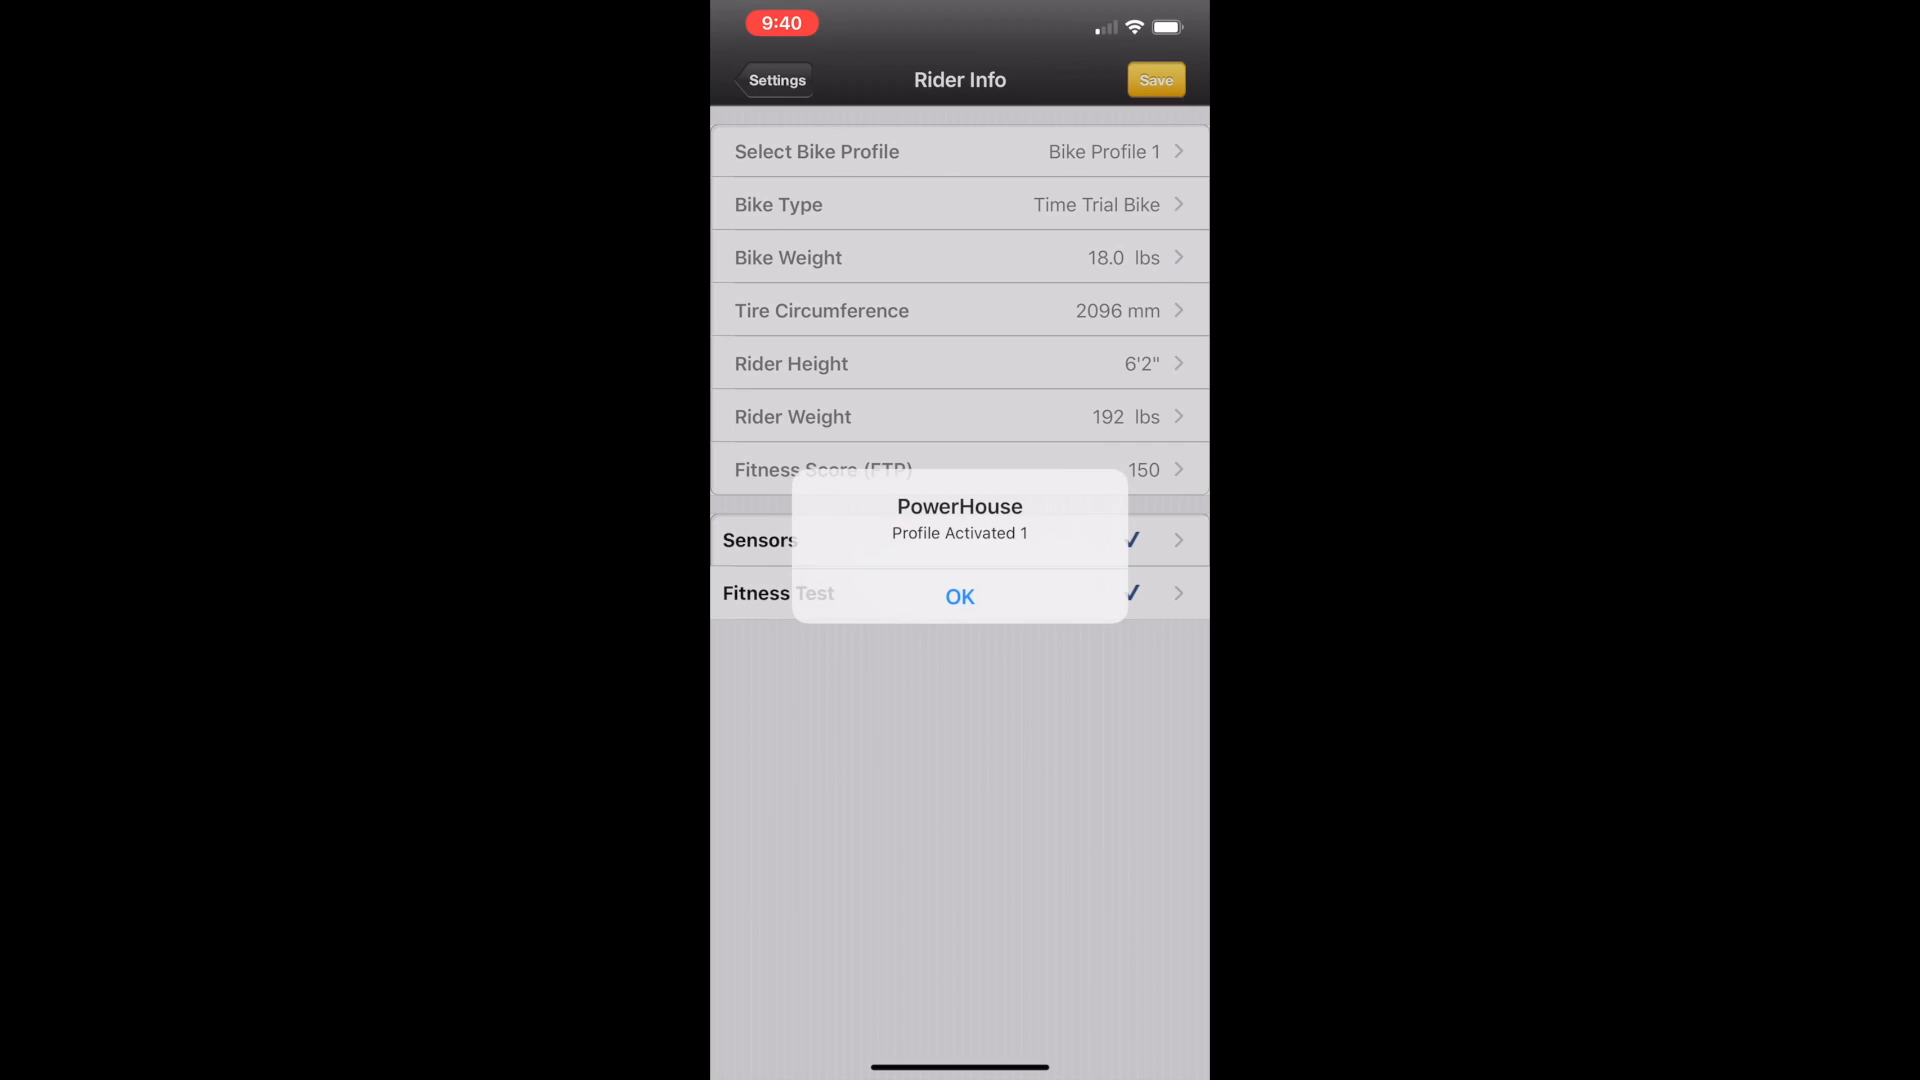 9:40
Settings
Rider Info
Save
Select Bike Profile
Bike Profile 1
Bike Type
Time Trial Bike
Bike Weight
18.0 lbs
Tire Circumference
2096 mm
Rider Height
6'2"
Rider Weight
192 lbs
Fitness Score (FTP)
150
PowerHouse
Profile Activated 1
Sensors
Fitness Test
OK